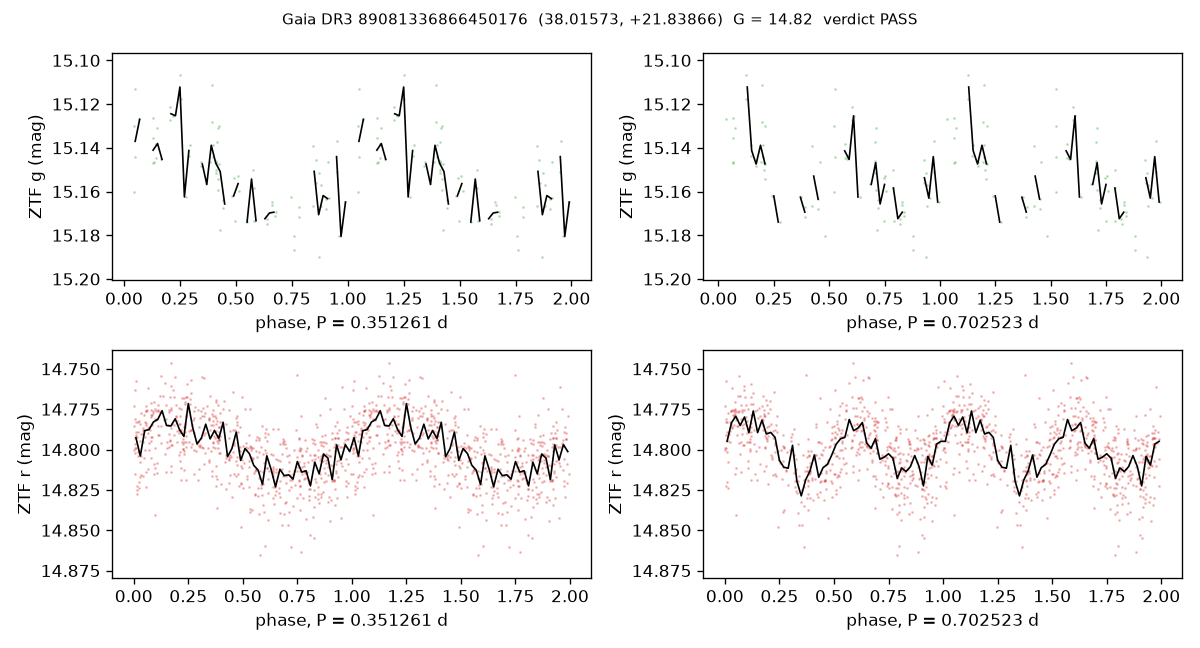 Gaia DR3 89081336866450176  (38.01573, +21.83866)  G = 14.82  verdict PASS
15.10
15.12
15.14
15.16
15.18
15.20
ZTF g (mag)
0.00 0.25 0.50 0.75 1.00 1.25 1.50 1.75 2.00
phase, P = 0.351261 d
15.10
15.12
15.14
15.16
15.18
15.20
ZTF g (mag)
0.00 0.25 0.50 0.75 1.00 1.25 1.50 1.75 2.00
phase, P = 0.702523 d
14.750
14.775
14.800
14.825
14.850
14.875
ZTF r (mag)
0.00 0.25 0.50 0.75 1.00 1.25 1.50 1.75 2.00
phase, P = 0.351261 d
14.750
14.775
14.800
14.825
14.850
14.875
ZTF r (mag)
0.00 0.25 0.50 0.75 1.00 1.25 1.50 1.75 2.00
phase, P = 0.702523 d